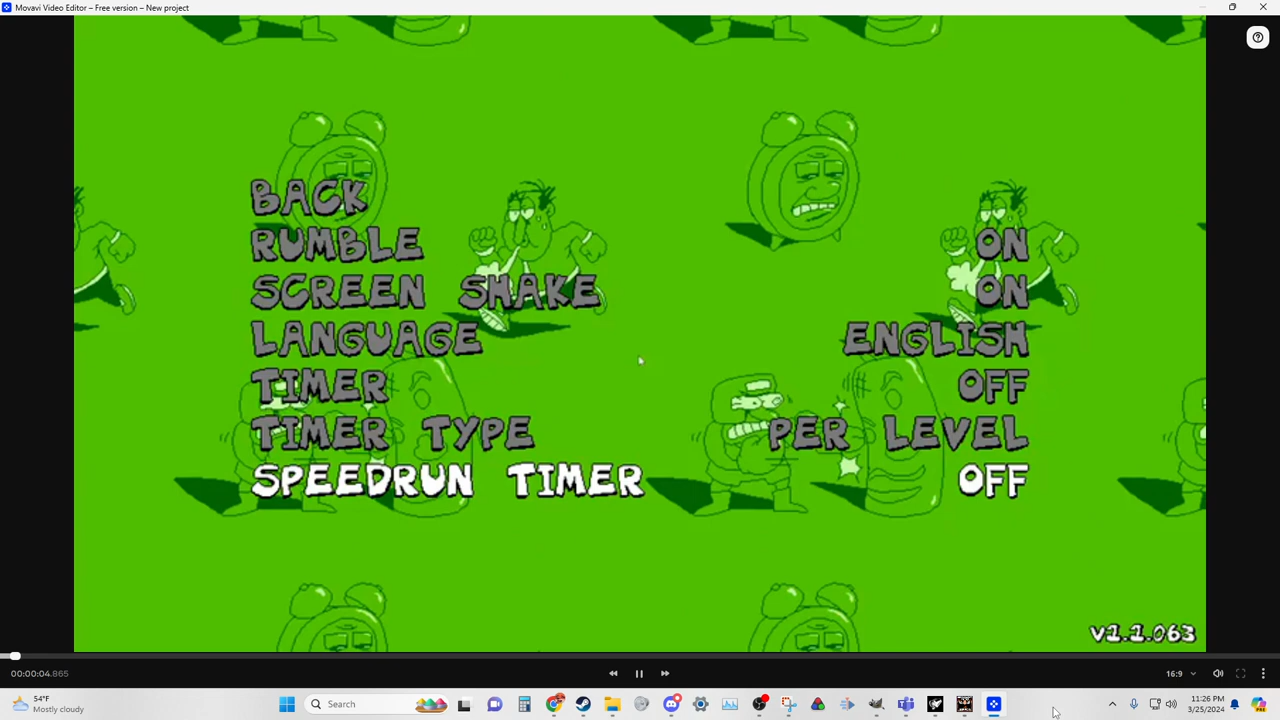 Movavi Video Editor – Free version – New project
BACK
RUMBLE ON
SCREEN SHAKE ON
LANGUAGE ENGLISH
TIMER OFF
TIMER TYPE PER LEVEL
SPEEDRUN TIMER OFF
v1.1.063
00:00:04.865
16:9
54°F
Mostly cloudy
Search
11:26 PM
3/25/2024